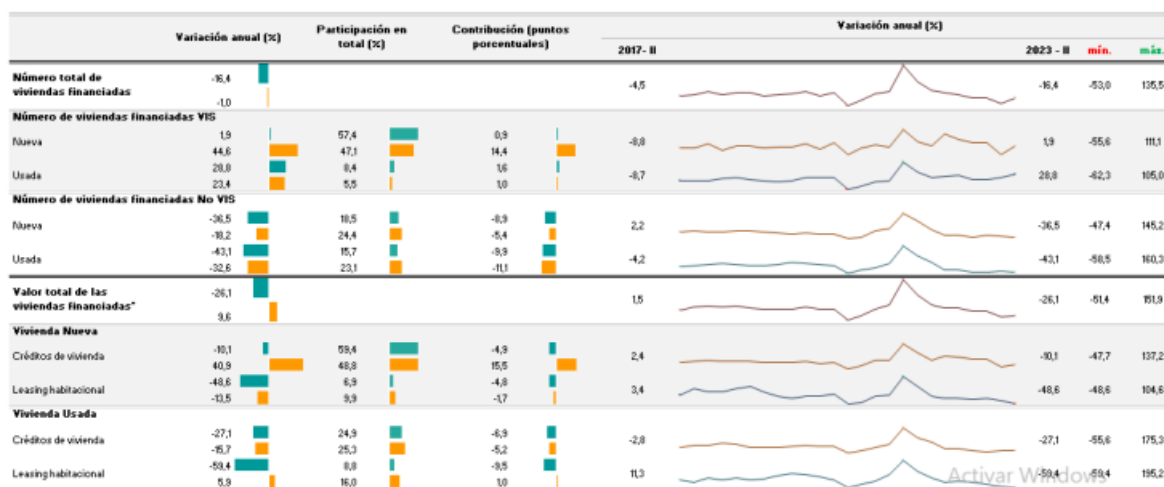 Variación anual (%) Participación en total (%) Contribución (puntos porcentuales) Variación anual (%)
2017- II 2023 - II mín. máx.
Número total de viviendas financiadas -16,4 -4,5 -16,4 -53,0 135,5
-1,0
Número de viviendas financiadas VIS
Nueva 1,9 57,4 0,9 -8,8 1,9 -55,6 111,1
44,6 47,1 14,4
Usada 28,8 8,4 1,6 -8,7 28,8 -62,3 105,0
23,4 5,5 1,0
Número de viviendas financiadas No VIS
Nueva -36,5 18,5 -8,9 2,2 -36,5 -47,4 145,2
-18,2 24,4 -5,4
Usada -43,1 15,7 -9,9 -4,2 -43,1 -58,5 160,3
-32,6 23,1 -11,1
Valor total de las viviendas financiadas* -26,1 1,5 -26,1 -51,4 151,9
9,6
Vivienda Nueva
Créditos de vivienda -10,1 59,4 -4,9 2,4 -10,1 -47,7 137,2
40,9 48,8 15,5
Leasing habitacional -48,6 6,9 -4,8 3,4 -48,6 -48,6 104,6
-13,5 9,9 -1,7
Vivienda Usada
Créditos de vivienda -27,1 24,9 -6,9 -2,8 -27,1 -55,6 175,3
-15,7 25,3 -5,2
Leasing habitacional -59,4 8,8 -9,5 11,3 -59,4 -59,4 195,2
5,9 16,0 1,0
Activar Windows